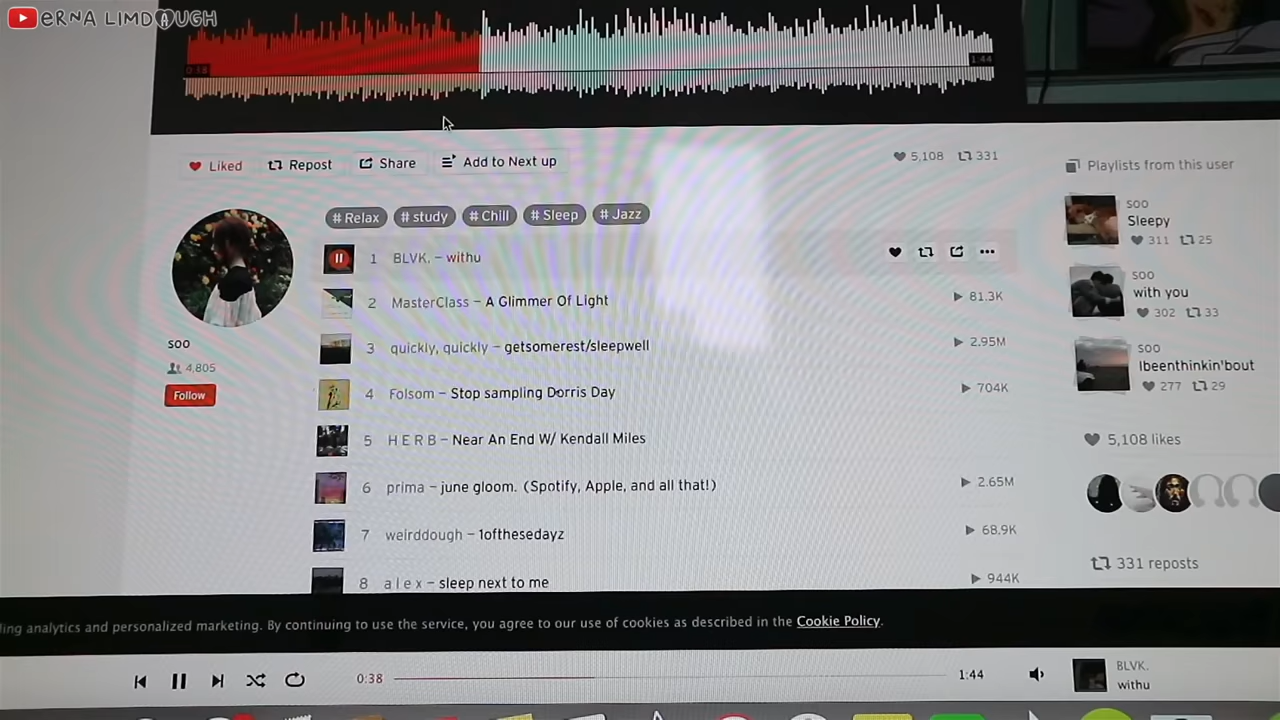 eRNA LIMDOUGH
0:38
1:44
Liked
Repost
Share
Add to Next up
5,108
331
Playlists from this user
# Relax
# study
# Chill
# Sleep
# Jazz
soo
Sleepy
311
25
1 BLVK. – withu
soo
with you
302
33
2 MasterClass – A Glimmer Of Light
81.3K
soo
4,805
Follow
3 quickly, quickly – getsomerest/sleepwell
2.95M
soo
Ibeenthinkin'bout
277
29
4 Folsom – Stop sampling Dorris Day
704K
5 H E R B – Near An End W/ Kendall Miles
5,108 likes
6 prima – june gloom. (Spotify, Apple, and all that!)
2.65M
7 weirddough – 1ofthesedayz
68.9K
331 reposts
8 a l e x – sleep next to me
944K
ling analytics and personalized marketing. By continuing to use the service, you agree to our use of cookies as described in the Cookie Policy.
0:38
1:44
BLVK.
withu